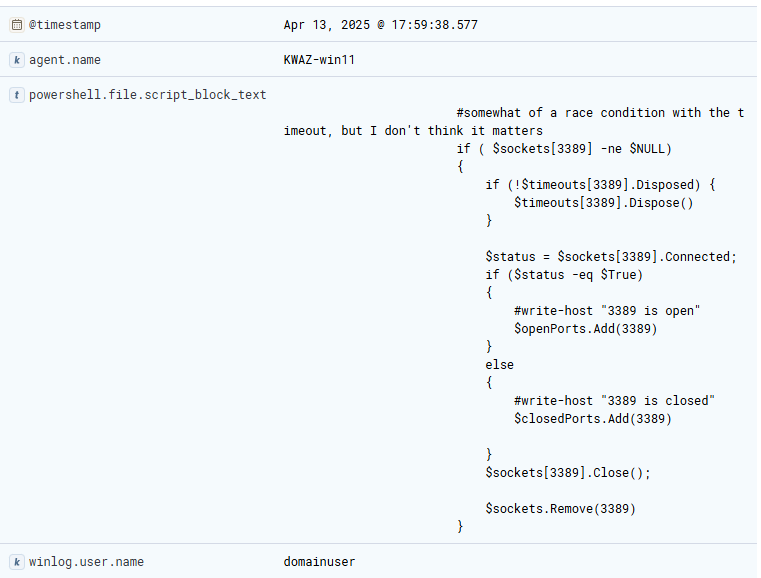 @timestamp Apr 13, 2025 @ 17:59:38.577
k agent.name KWAZ-win11
t powershell.file.script_block_text
#somewhat of a race condition with the t
imeout, but I don't think it matters
if ( $sockets[3389] -ne $NULL)
{
if (!$timeouts[3389].Disposed) {
$timeouts[3389].Dispose()
}
$status = $sockets[3389].Connected;
if ($status -eq $True)
{
#write-host "3389 is open"
$openPorts.Add(3389)
}
else
{
#write-host "3389 is closed"
$closedPorts.Add(3389)
}
$sockets[3389].Close();
$sockets.Remove(3389)
}
k winlog.user.name domainuser